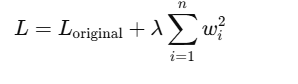 L = L_original + λ ∑_{i=1}^{n} w_i^2